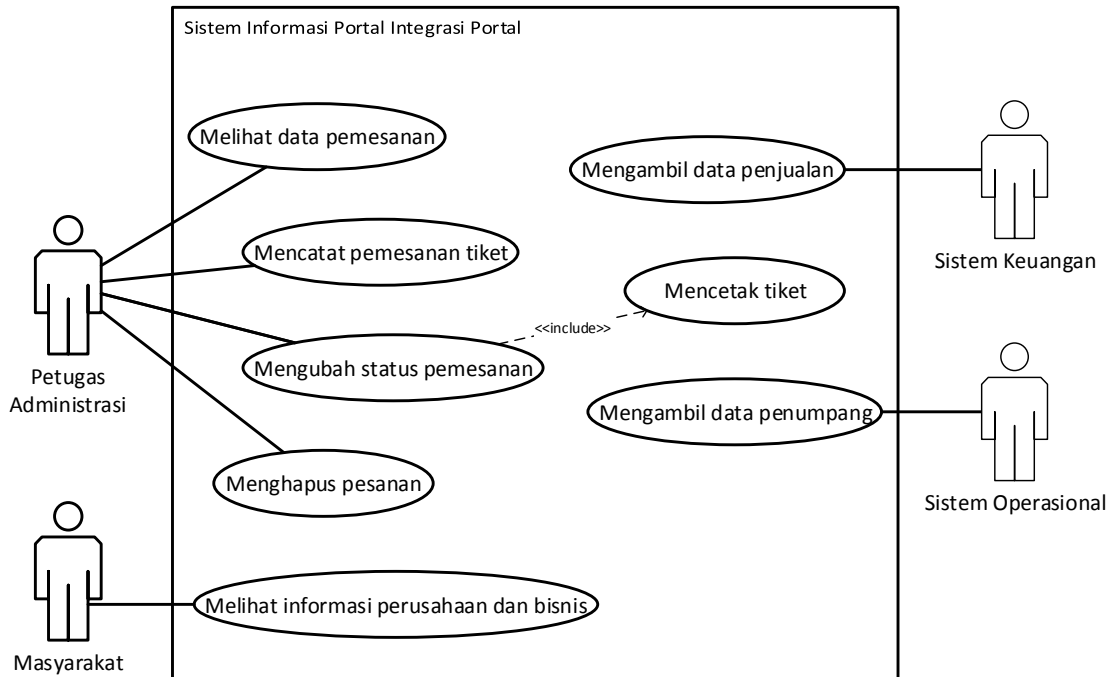 Sistem Informasi Portal Integrasi Portal
Melihat data pemesanan
Mengambil data penjualan
Mencatat pemesanan tiket
Sistem Keuangan
Mencetak tiket
<<include>>
Mengubah status pemesanan
Petugas
Administrasi
Mengambil data penumpang
Menghapus pesanan
Sistem Operasional
Melihat informasi perusahaan dan bisnis
Masyarakat